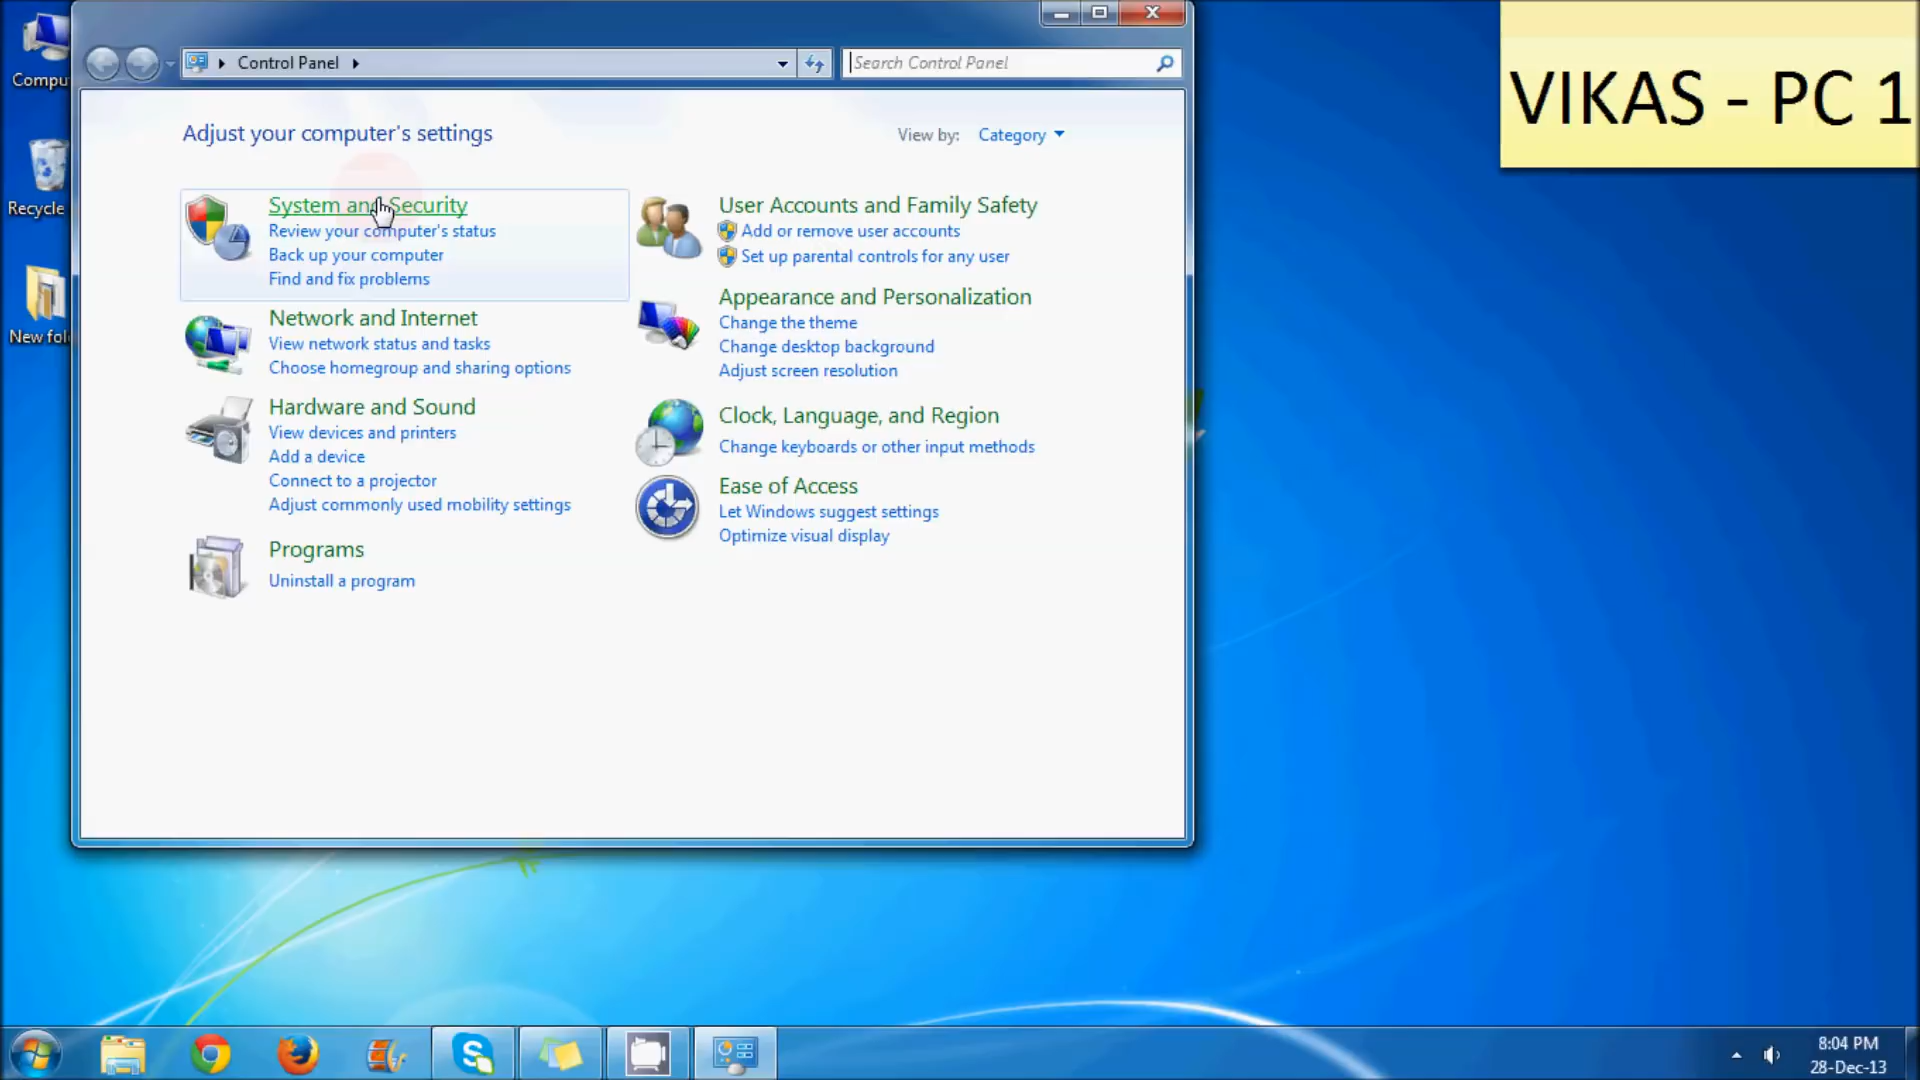 Compu
Recycle
New fol
Control Panel
Search Control Panel
VIKAS - PC 1
Adjust your computer's settings
View by: Category
System and Security
Review your computer's status
Back up your computer
Find and fix problems
Network and Internet
View network status and tasks
Choose homegroup and sharing options
Hardware and Sound
View devices and printers
Add a device
Connect to a projector
Adjust commonly used mobility settings
Programs
Uninstall a program
User Accounts and Family Safety
Add or remove user accounts
Set up parental controls for any user
Appearance and Personalization
Change the theme
Change desktop background
Adjust screen resolution
Clock, Language, and Region
Change keyboards or other input methods
Ease of Access
Let Windows suggest settings
Optimize visual display
8:04 PM
28-Dec-13